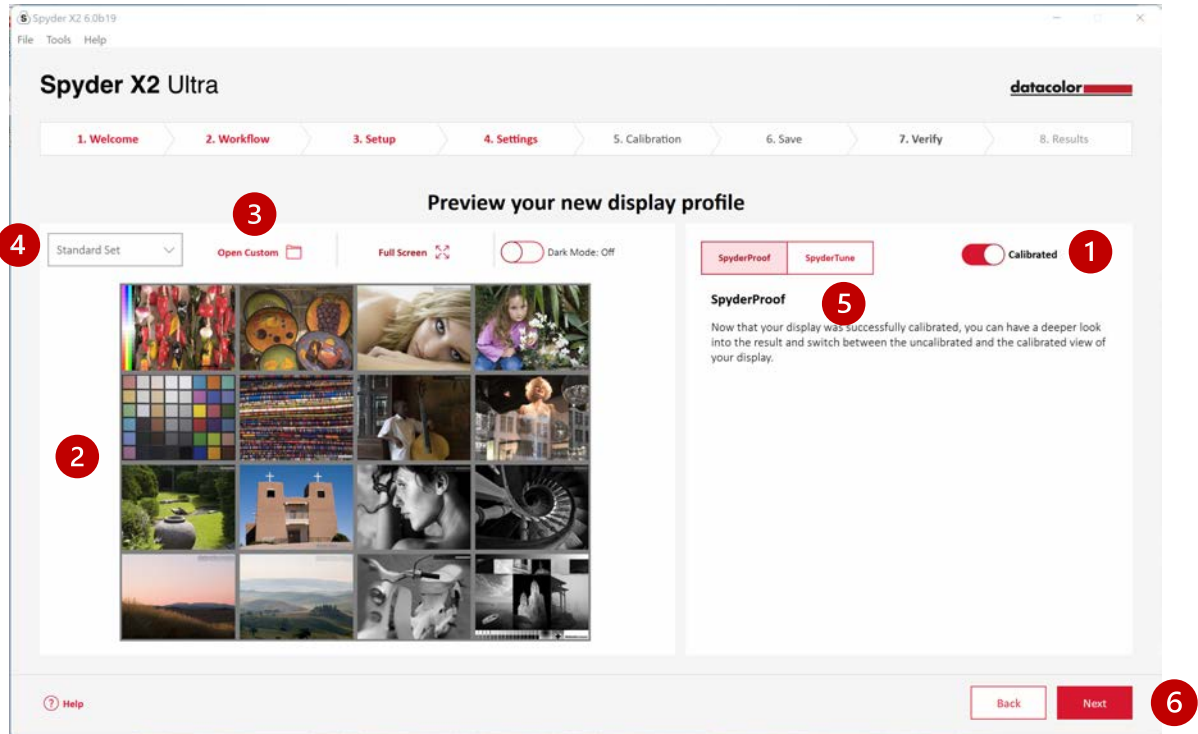 Spyder X2 6.0b19
File Tools Help
Spyder X2 Ultra
datacolor
1. Welcome
2. Workflow
3. Setup
4. Settings
5. Calibration
6. Save
7. Verify
8. Results
Preview your new display profile
3
4
Standard Set
Open Custom
Full Screen
Dark Mode: Off
SpyderProof
SpyderTune
Calibrated
1
SpyderProof
5
Now that your display was successfully calibrated, you can have a deeper look
into the result and switch between the uncalibrated and the calibrated view of
your display.
2
? Help
Back
Next
6